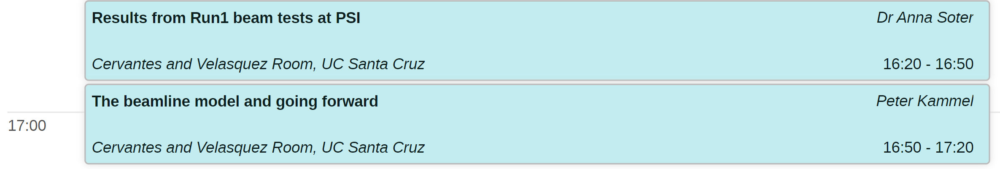 Results from Run1 beam tests at PSI Dr Anna Soter
Cervantes and Velasquez Room, UC Santa Cruz 16:20 - 16:50
The beamline model and going forward Peter Kammel
17:00
Cervantes and Velasquez Room, UC Santa Cruz 16:50 - 17:20